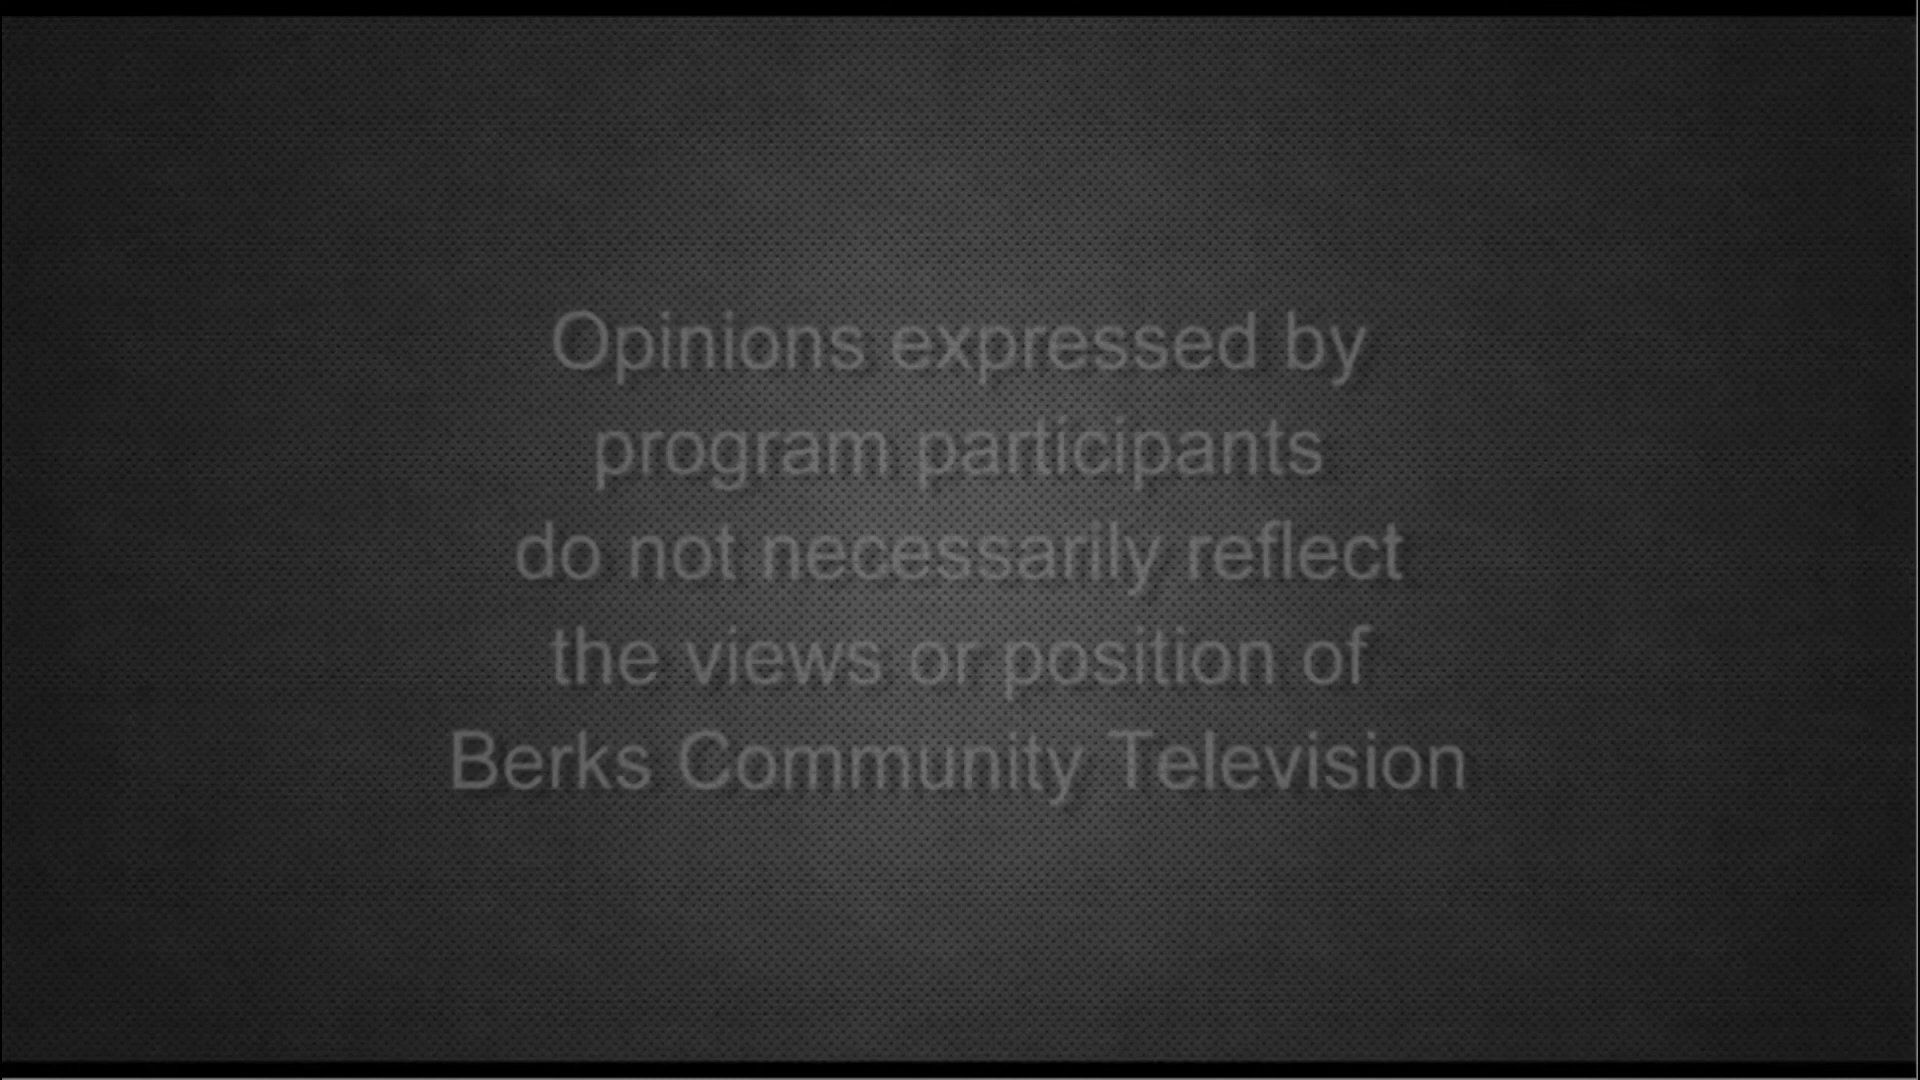 Opinions expressed by
program participants
do not necessarily reflect
the views or position of
Berks Community Television